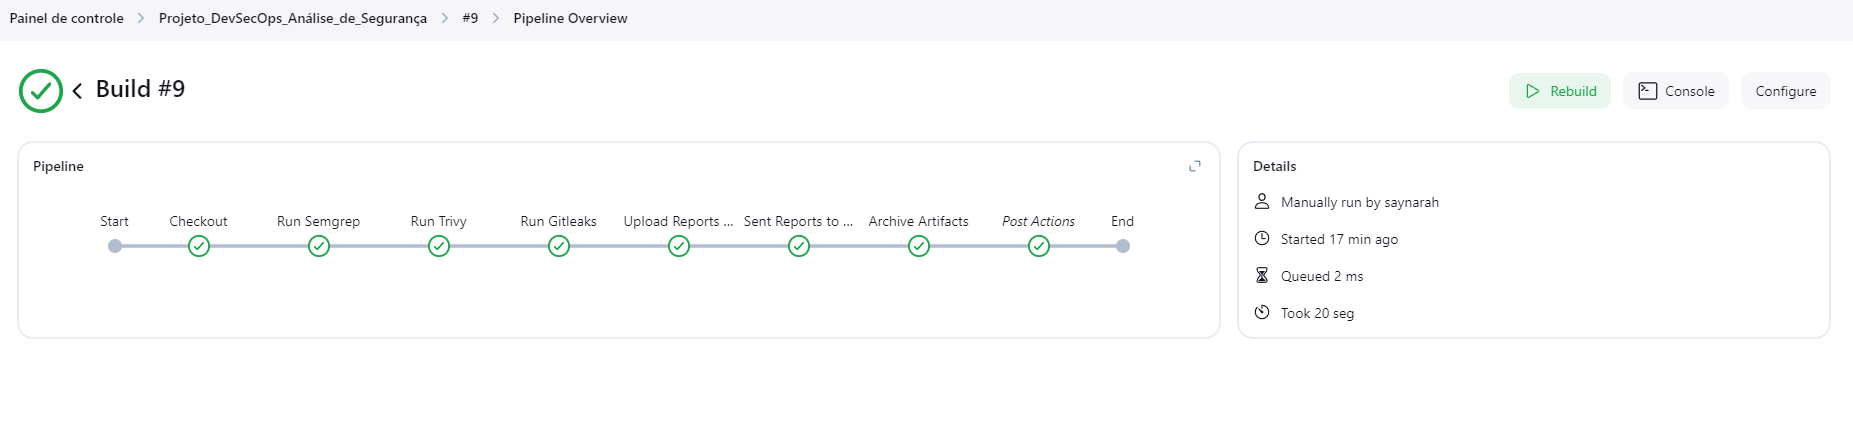 Painel de controle > Projeto_DevSecOps_Análise_de_Segurança > #9 > Pipeline Overview
Build #9
Rebuild
Console
Configure
Pipeline
Start
Checkout
Run Semgrep
Run Trivy
Run Gitleaks
Upload Reports ...
Sent Reports to ...
Archive Artifacts
Post Actions
End
Details
Manually run by saynarah
Started 17 min ago
Queued 2 ms
Took 20 seg